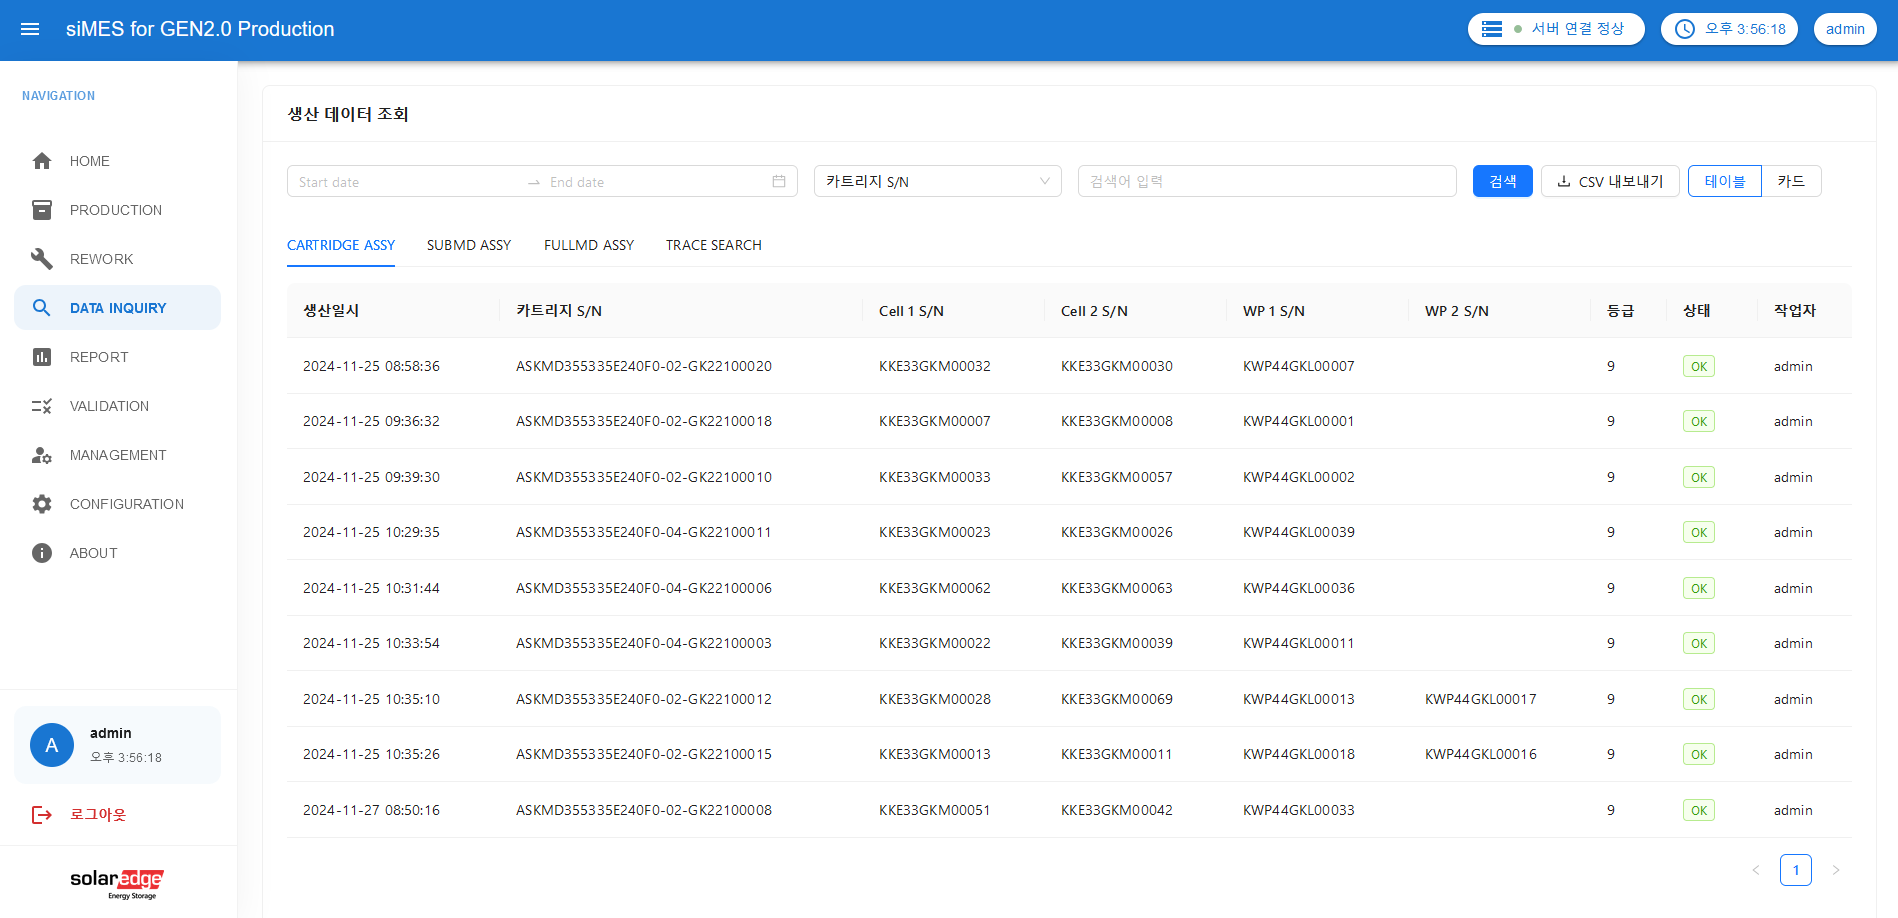 siMES for GEN2.0 Production
서버 연결 정상
오후 3:56:18
admin
NAVIGATION
HOME
PRODUCTION
REWORK
DATA INQUIRY
REPORT
VALIDATION
MANAGEMENT
CONFIGURATION
ABOUT
A
admin
오후 3:56:18
로그아웃
solaredge
Energy Storage
생산 데이터 조회
Start date → End date
카트리지 S/N
검색어 입력
검색
CSV 내보내기
테이블
카드
CARTRIDGE ASSY SUBMD ASSY FULLMD ASSY TRACE SEARCH
생산일시 카트리지 S/N Cell 1 S/N Cell 2 S/N WP 1 S/N WP 2 S/N 등급 상태 작업자
2024-11-25 08:58:36 ASKMD355335E240F0-02-GK22100020 KKE33GKM00032 KKE33GKM00030 KWP44GKL00007 9 OK admin
2024-11-25 09:36:32 ASKMD355335E240F0-02-GK22100018 KKE33GKM00007 KKE33GKM00008 KWP44GKL00001 9 OK admin
2024-11-25 09:39:30 ASKMD355335E240F0-02-GK22100010 KKE33GKM00033 KKE33GKM00057 KWP44GKL00002 9 OK admin
2024-11-25 10:29:35 ASKMD355335E240F0-04-GK22100011 KKE33GKM00023 KKE33GKM00026 KWP44GKL00039 9 OK admin
2024-11-25 10:31:44 ASKMD355335E240F0-04-GK22100006 KKE33GKM00062 KKE33GKM00063 KWP44GKL00036 9 OK admin
2024-11-25 10:33:54 ASKMD355335E240F0-04-GK22100003 KKE33GKM00022 KKE33GKM00039 KWP44GKL00011 9 OK admin
2024-11-25 10:35:10 ASKMD355335E240F0-02-GK22100012 KKE33GKM00028 KKE33GKM00069 KWP44GKL00013 KWP44GKL00017 9 OK admin
2024-11-25 10:35:26 ASKMD355335E240F0-02-GK22100015 KKE33GKM00013 KKE33GKM00011 KWP44GKL00018 KWP44GKL00016 9 OK admin
2024-11-27 08:50:16 ASKMD355335E240F0-02-GK22100008 KKE33GKM00051 KKE33GKM00042 KWP44GKL00033 9 OK admin
< 1 >